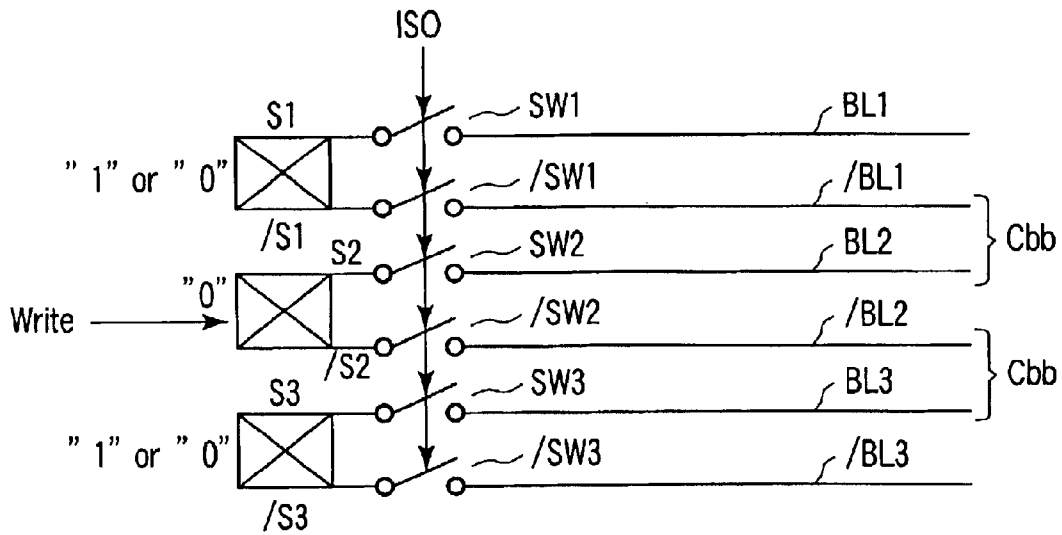 ISO
S1 SW1 BL1
" 1" or " 0"
/SW1 /BL1
/S1
Cbb
S2 SW2 BL2
"0"
Write
/SW2 /BL2
/S2
Cbb
S3 SW3 BL3
" 1" or " 0"
/SW3 /BL3
/S3